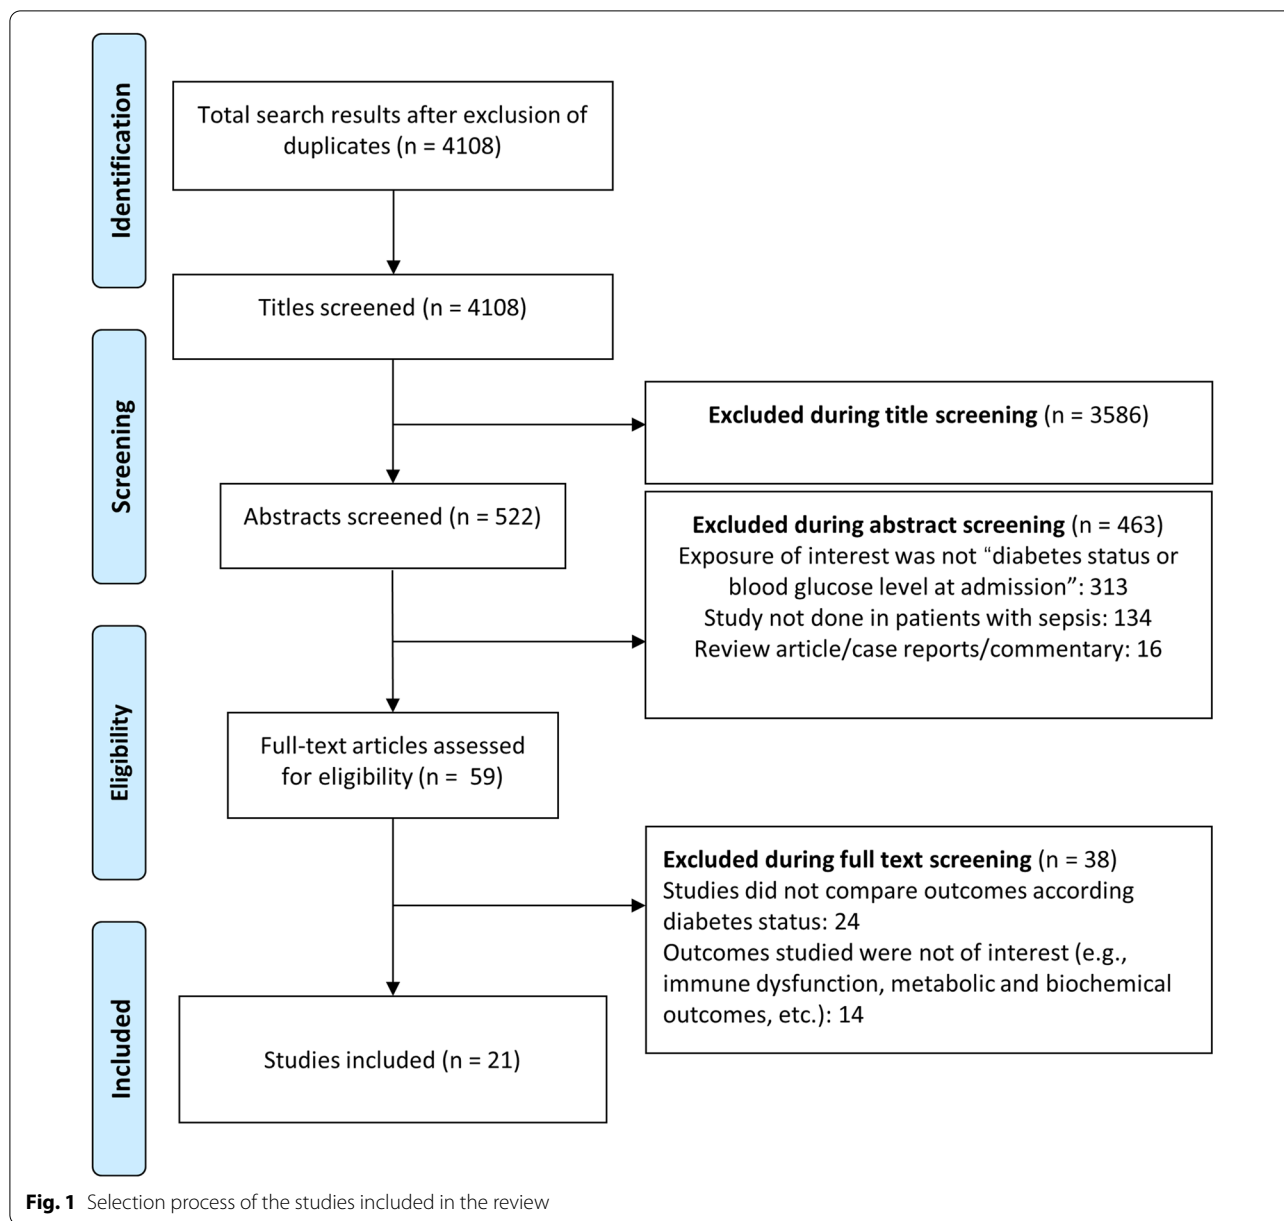 Identification
Total search results after exclusion of
duplicates (n = 4108)
Titles screened (n = 4108)
Screening
Excluded during title screening (n = 3586)
Abstracts screened (n = 522)
Excluded during abstract screening (n = 463)
Exposure of interest was not “diabetes status or
blood glucose level at admission”: 313
Study not done in patients with sepsis: 134
Review article/case reports/commentary: 16
Eligibility
Full-text articles assessed
for eligibility (n = 59)
Excluded during full text screening (n = 38)
Studies did not compare outcomes according
diabetes status: 24
Outcomes studied were not of interest (e.g.,
immune dysfunction, metabolic and biochemical
outcomes, etc.): 14
Included
Studies included (n = 21)
Fig. 1 Selection process of the studies included in the review